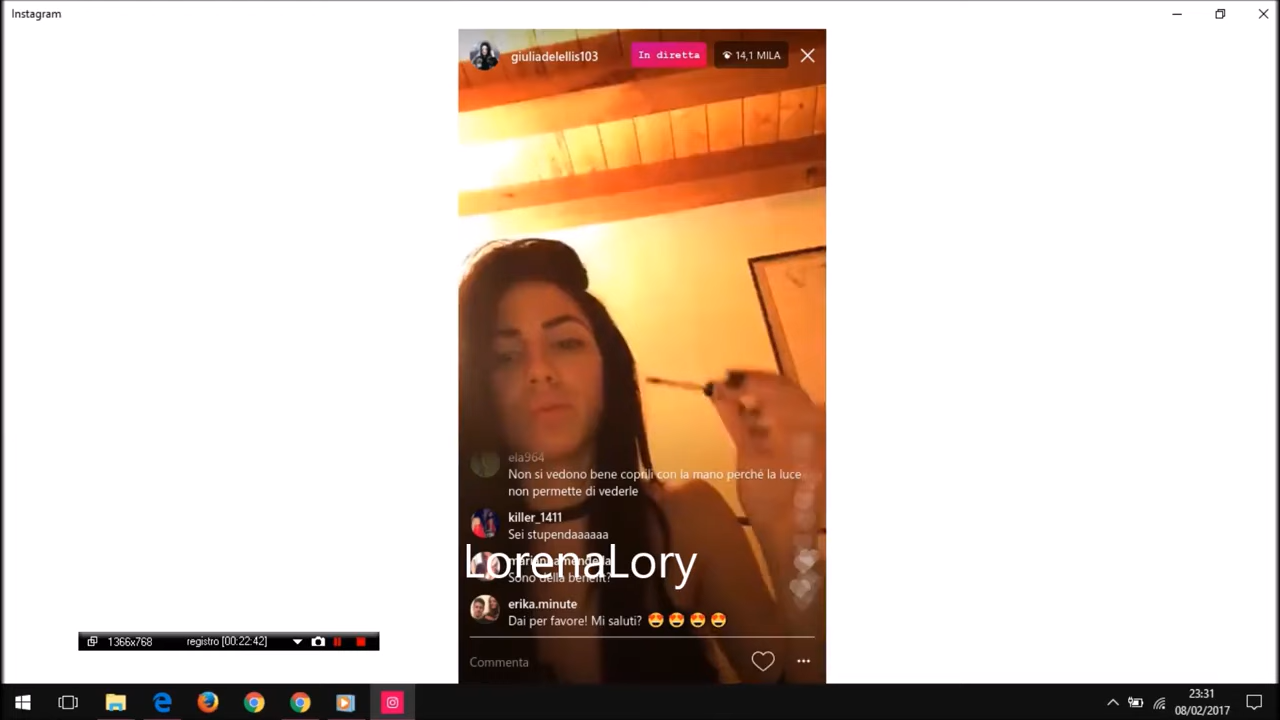 Instagram
giuliadelellis103
In diretta
14,1 MILA
ela964
Non si vedono bene coprili con la mano perchè la luce
non permette di vederle
killer_1411
Sei stupendaaaaaa
LorenaLory
Sono della benefit?
erika.minute
Dai per favore! Mi saluti? 😍 😍 😍 😍
Commenta
1366x768
registro [00:22:42]
23:31
08/02/2017